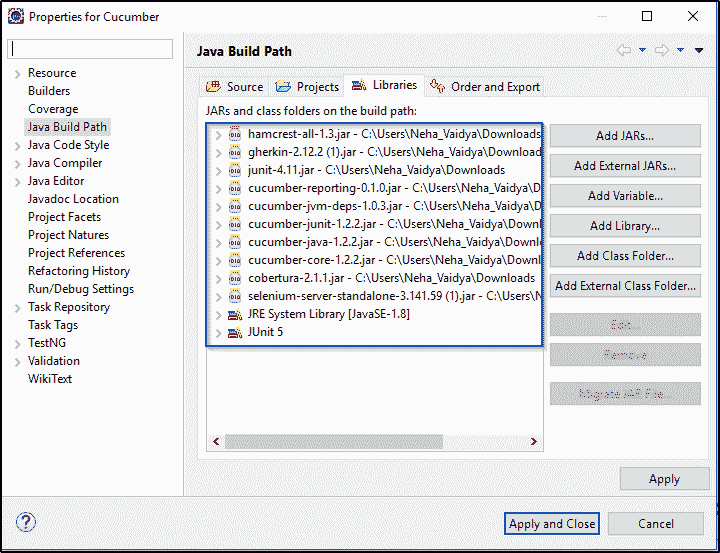 Properties for Cucumber
Java Build Path
Resource
Builders
Coverage
Java Build Path
Java Code Style
Java Compiler
Java Editor
Javadoc Location
Project Facets
Project Natures
Project References
Refactoring History
Run/Debug Settings
Task Repository
Task Tags
TestNG
Validation
WikiText
Source Projects Libraries Order and Export
JARs and class folders on the build path:
hamcrest-all-1.3.jar - C:\Users\Neha_Vaidya\Downloads
gherkin-2.12.2 (1).jar - C:\Users\Neha_Vaidya\Download
junit-4.11.jar - C:\Users\Neha_Vaidya\Downloads
cucumber-reporting-0.1.0.jar - C:\Users\Neha_Vaidya\D
cucumber-jvm-deps-1.0.3.jar - C:\Users\Neha_Vaidya\D
cucumber-junit-1.2.2.jar - C:\Users\Neha_Vaidya\Down
cucumber-java-1.2.2.jar - C:\Users\Neha_Vaidya\Downl
cucumber-core-1.2.2.jar - C:\Users\Neha_Vaidya\Down
cobertura-2.1.1.jar - C:\Users\Neha_Vaidya\Downloads
selenium-server-standalone-3.141.59 (1).jar - C:\Users\N
JRE System Library [JavaSE-1.8]
JUnit 5
Add JARs...
Add External JARs...
Add Variable...
Add Library...
Add Class Folder...
Add External Class Folder...
Edit...
Remove
Migrate JAR File...
Apply
?
Apply and Close
Cancel